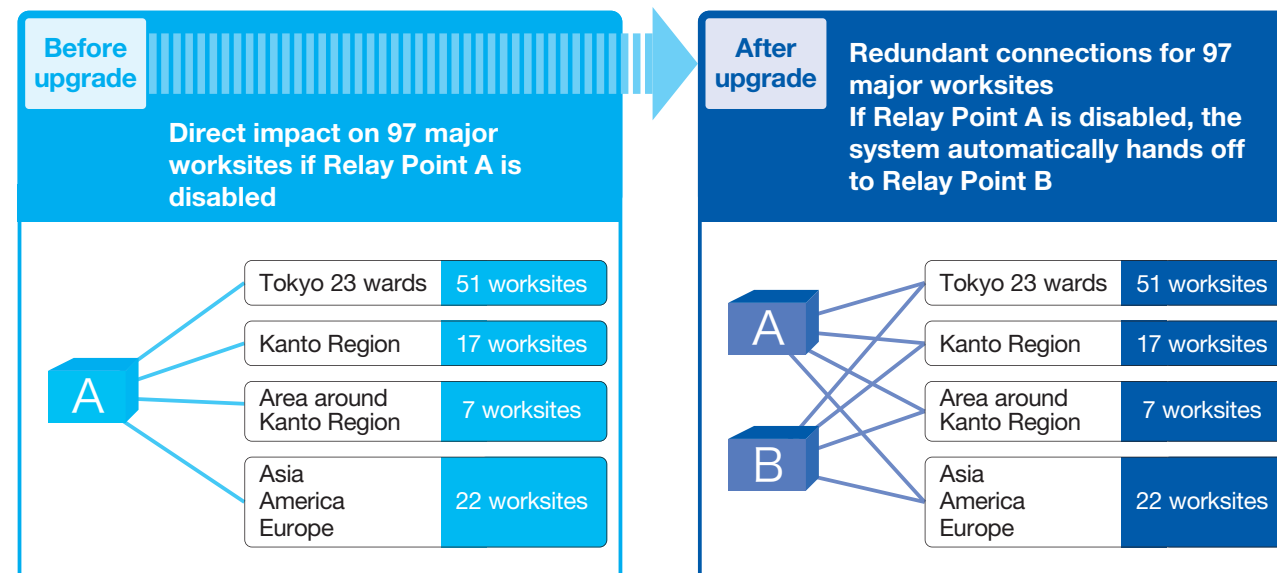 Before
upgrade
Direct impact on 97 major
worksites if Relay Point A is
disabled
A
Tokyo 23 wards 51 worksites
Kanto Region 17 worksites
Area around
Kanto Region
7 worksites
Asia
America
Europe
22 worksites
After
upgrade
Redundant connections for 97
major worksites
If Relay Point A is disabled, the
system automatically hands off
to Relay Point B
A
B
Tokyo 23 wards 51 worksites
Kanto Region 17 worksites
Area around
Kanto Region
7 worksites
Asia
America
Europe
22 worksites